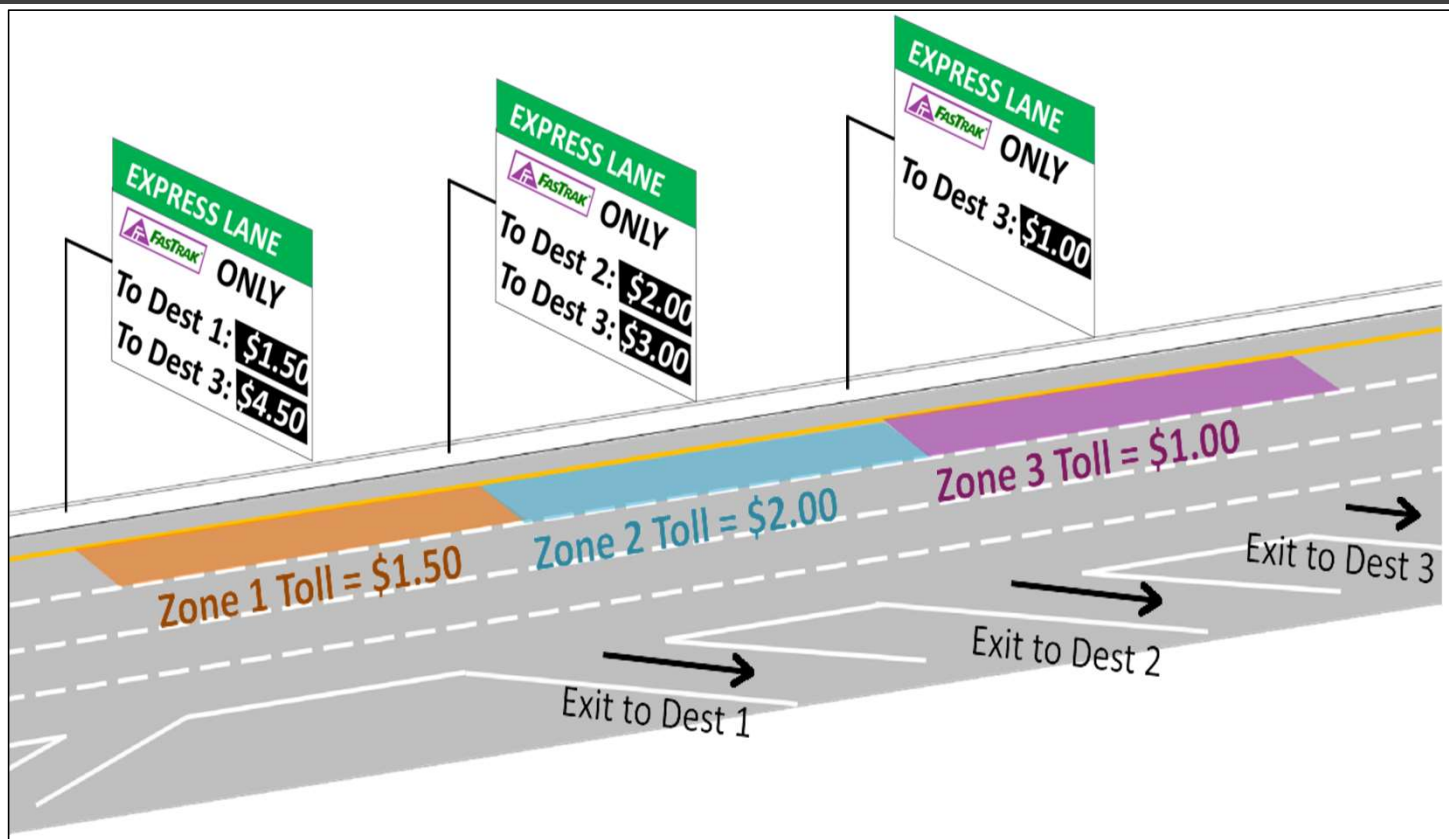 EXPRESS LANE
FASTRAK ONLY
To Dest 1: $1.50
To Dest 3: $4.50
EXPRESS LANE
FASTRAK ONLY
To Dest 2: $2.00
To Dest 3: $3.00
EXPRESS LANE
FASTRAK ONLY
To Dest 3: $1.00
Zone 1 Toll = $1.50
Zone 2 Toll = $2.00
Zone 3 Toll = $1.00
Exit to Dest 1
Exit to Dest 2
Exit to Dest 3